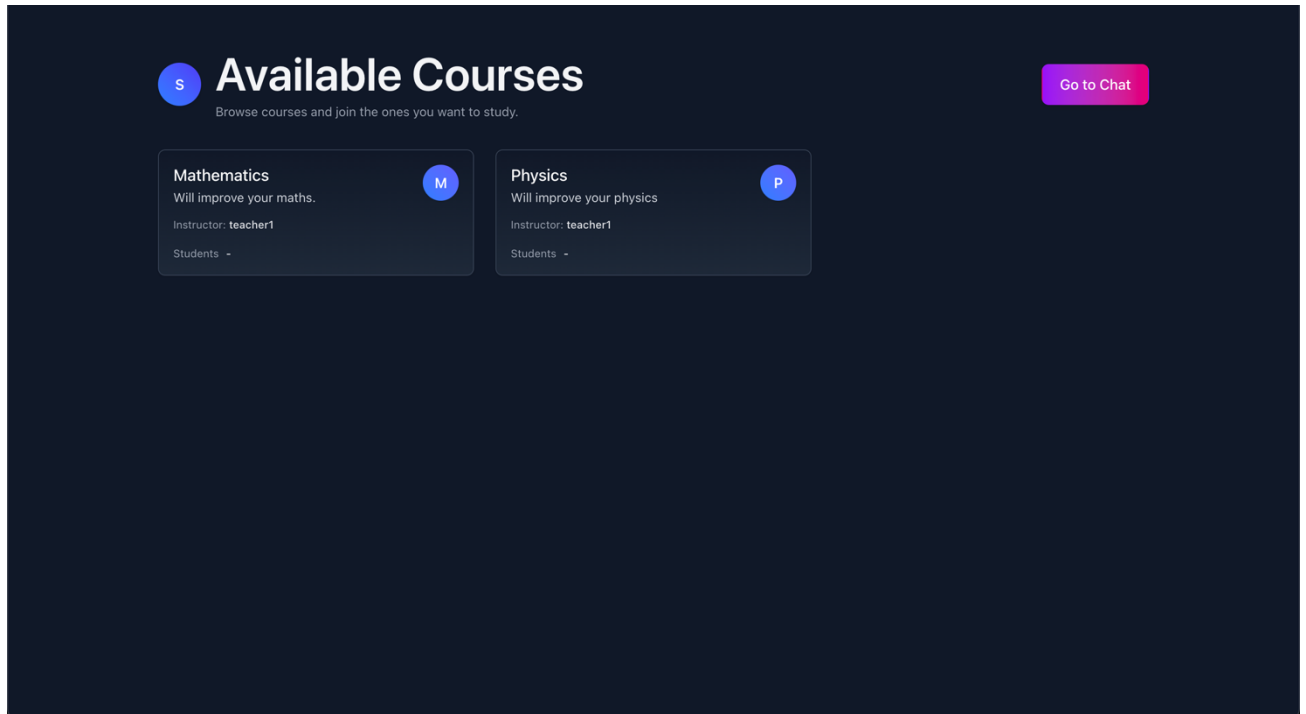 S
Available Courses
Browse courses and join the ones you want to study.
Go to Chat
Mathematics
M
Will improve your maths.
Instructor: teacher1
Students -
Physics
P
Will improve your physics
Instructor: teacher1
Students -